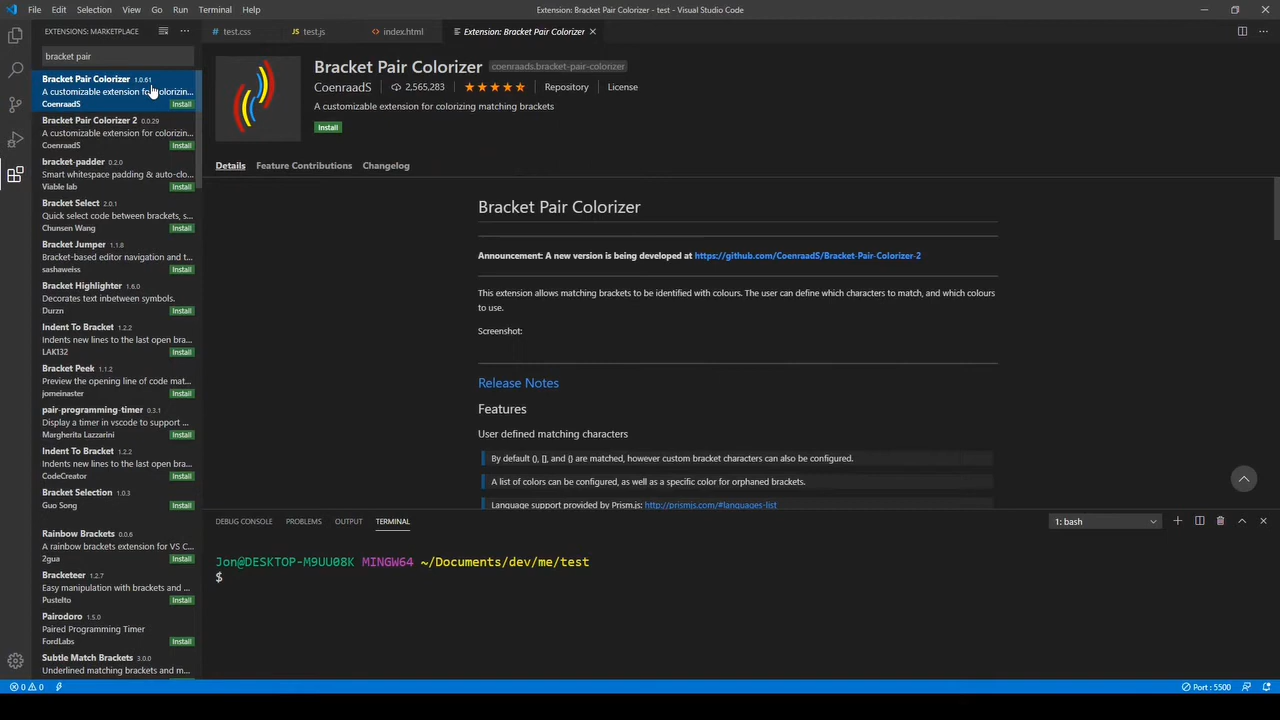 File Edit Selection View Go Run Terminal Help
Extension: Bracket Pair Colorizer - test - Visual Studio Code
EXTENSIONS: MARKETPLACE
bracket pair
Bracket Pair Colorizer 1.0.61
A customizable extension for colorizin...
CoenraadS Install
Bracket Pair Colorizer 2 0.0.29
A customizable extension for colorizin...
CoenraadS Install
bracket-padder 0.2.0
Smart whitespace padding & auto-clo...
Viable lab Install
Bracket Select 2.0.1
Quick select code between brackets, s...
Chunsen Wang Install
Bracket Jumper 1.1.8
Bracket-based editor navigation and t...
sashaweiss Install
Bracket Highlighter 1.6.0
Decorates text inbetween symbols.
Durzn Install
Indent To Bracket 1.2.2
Indents new lines to the last open bra...
LAK132 Install
Bracket Peek 1.1.2
Preview the opening line of code mat...
jomeinaster Install
pair-programming-timer 0.3.1
Display a timer in vscode to support ...
Margherita Lazzarini Install
Indent To Bracket 1.2.2
Indents new lines to the last open bra...
CodeCreator Install
Bracket Selection 1.0.3
Guo Song Install
Rainbow Brackets 0.0.6
A rainbow brackets extension for VS C...
2gua Install
Bracketeer 1.2.7
Easy manipulation with brackets and ...
Pustelto Install
Pairodoro 1.5.0
Paired Programming Timer
FordLabs Install
Subtle Match Brackets 3.0.0
Underlined matching brackets and m...
test.css
test.js
index.html
Extension: Bracket Pair Colorizer
Bracket Pair Colorizer coenraads.bracket-pair-colorizer
CoenraadS 2,565,283 Repository License
A customizable extension for colorizing matching brackets
Install
Details Feature Contributions Changelog
Bracket Pair Colorizer
Announcement: A new version is being developed at https://github.com/CoenraadS/Bracket-Pair-Colorizer-2
This extension allows matching brackets to be identified with colours. The user can define which characters to match, and which colours
to use.
Screenshot:
Release Notes
Features
User defined matching characters
By default (), [], and {} are matched, however custom bracket characters can also be configured.
A list of colors can be configured, as well as a specific color for orphaned brackets.
Language support provided by Prism.js: http://prismjs.com/#languages-list
DEBUG CONSOLE PROBLEMS OUTPUT TERMINAL
1: bash
Jon@DESKTOP-M9UU08K MINGW64 ~/Documents/dev/me/test
$
0 0
Port : 5500